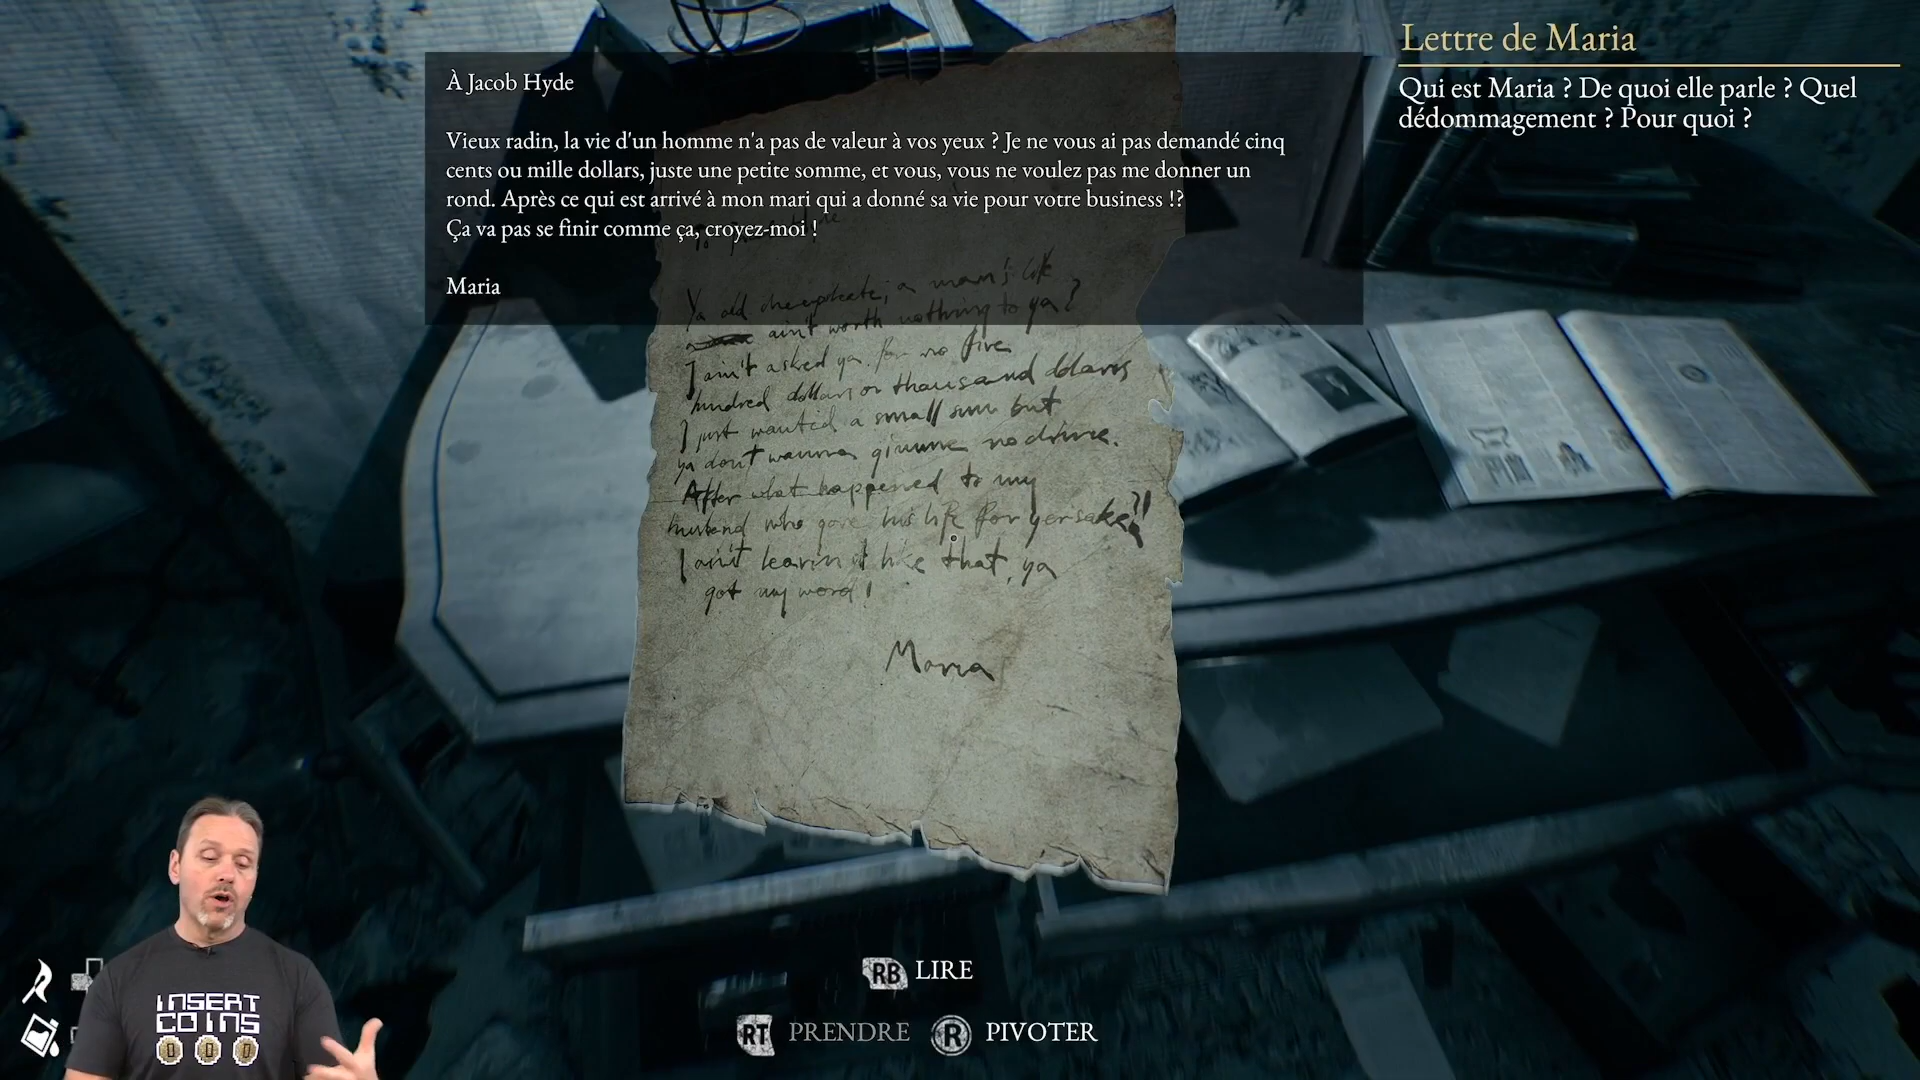 À Jacob Hyde
Vieux radin, la vie d'un homme n'a pas de valeur à vos yeux ? Je ne vous ai pas demandé cinq
cents ou mille dollars, juste une petite somme, et vous, vous ne voulez pas me donner un
rond. Après ce qui est arrivé à mon mari qui a donné sa vie pour votre business !?
Ça va pas se finir comme ça, croyez-moi !
Maria
Lettre de Maria
Qui est Maria ? De quoi elle parle ? Quel
dédommagement ? Pour quoi ?
Ya old cheapskate, a man's life
ain't worth nothing to ya?
I ain't asked ya for no five
hundred dollars or thousand dollars
I just wanted a small sum but
ya don't wanna gimme no dime.
After what happened to my
husband who gave his life for yer sake?!
I ain't leavin it like that, ya
got my word!
Maria
RB LIRE
RT PRENDRE R PIVOTER
INSERT
COINS